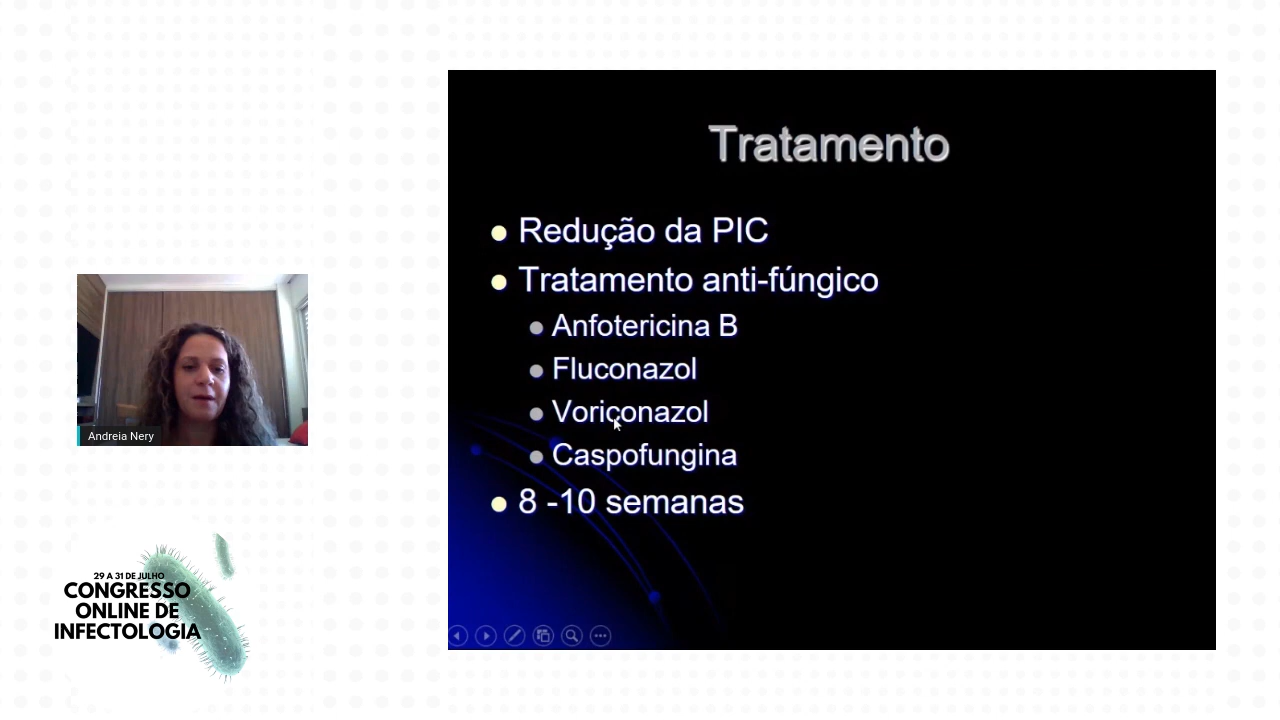 Tratamento
Redução da PIC
Tratamento anti-fúngico
Anfotericina B
Fluconazol
Voriconazol
Caspofungina
8 -10 semanas
Andreia Nery
29 A 31 DE JULHO
CONGRESSO
ONLINE DE
INFECTOLOGIA